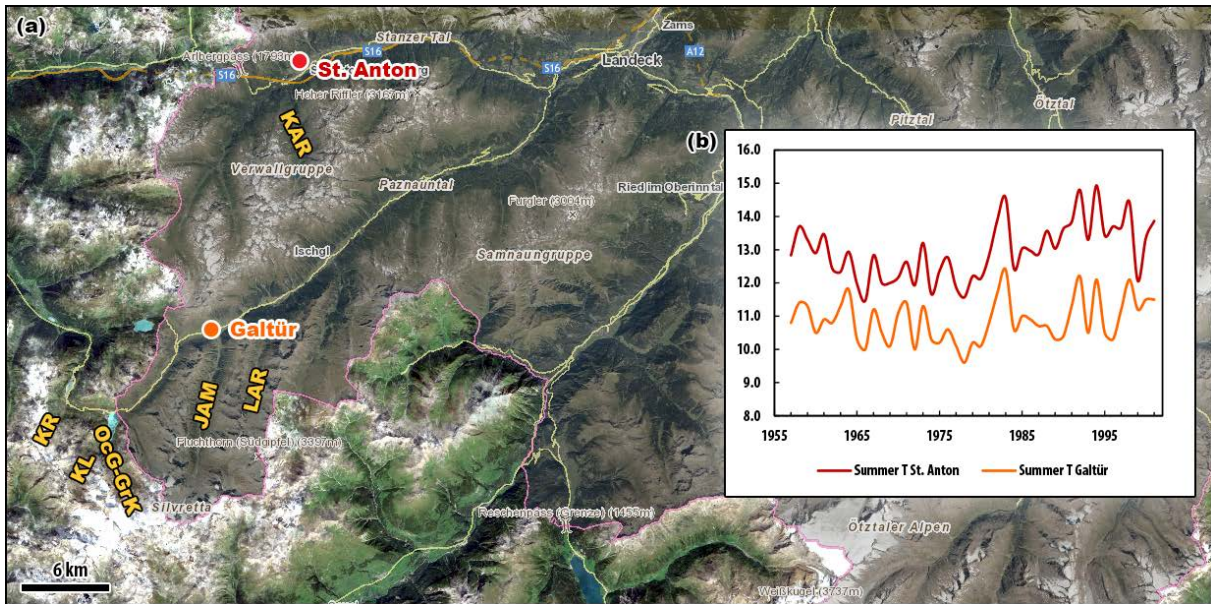 (a)
Zams
Stanzer Tal
Arlbergpass (1793m)
S16
A12
St. Anton
S16
S16
Landeck
Hoher Riffler (3167m)
Ötztal
Pitztal
KAR
(b)
Verwallgruppe
Paznauntal
Ried im Oberinntal
Furgler (3004m)
Ischgl
Samnaungruppe
Galtür
JAM
LAR
KR
Fluchthorn (Südgipfel) (3397m)
KL
OcG-GrK
Silvretta
Reschenpass (Grenze) (1455m)
Ötztaler Alpen
6 km
Weißkugel (3737m)
16.0
15.0
14.0
13.0
12.0
11.0
10.0
9.0
8.0
1955
1965
1975
1985
1995
Summer T St. Anton
Summer T Galtür